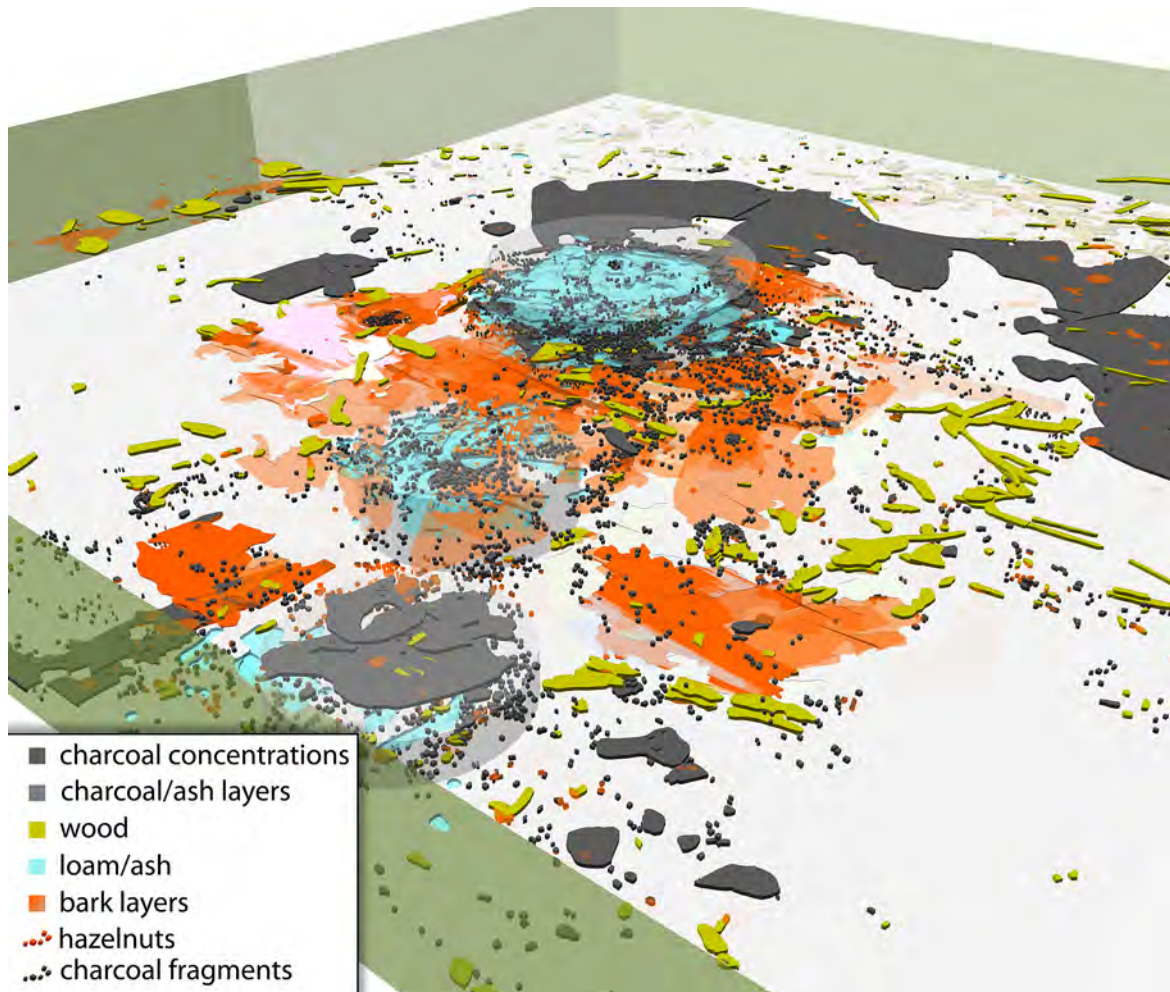 charcoal concentrations
charcoal/ash layers
wood
loam/ash
bark layers
hazelnuts
charcoal fragments